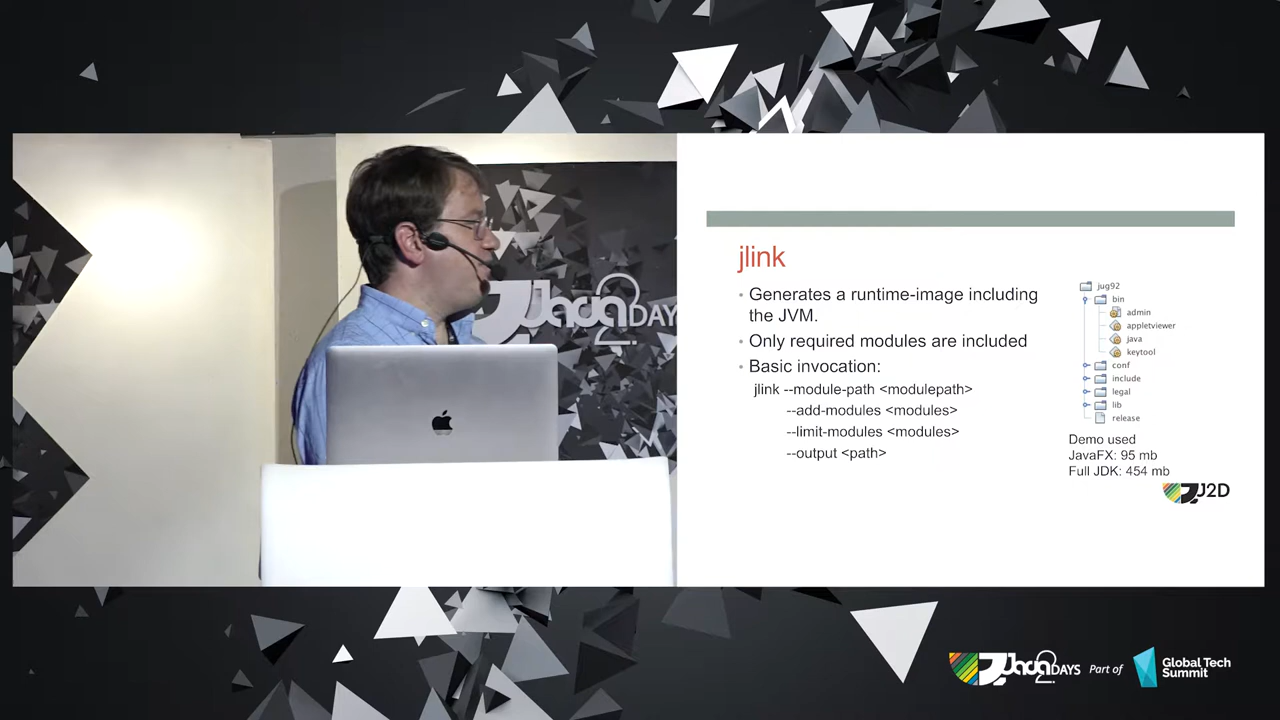 Java2DAYS
jlink
• Generates a runtime-image including
the JVM.
• Only required modules are included
• Basic invocation:
jlink --module-path <modulepath>
--add-modules <modules>
--limit-modules <modules>
--output <path>
jug92
bin
admin
appletviewer
java
keytool
conf
include
legal
lib
release
Demo used
JavaFX: 95 mb
Full JDK: 454 mb
J2D
Java2DAYS Part of Global Tech
Summit